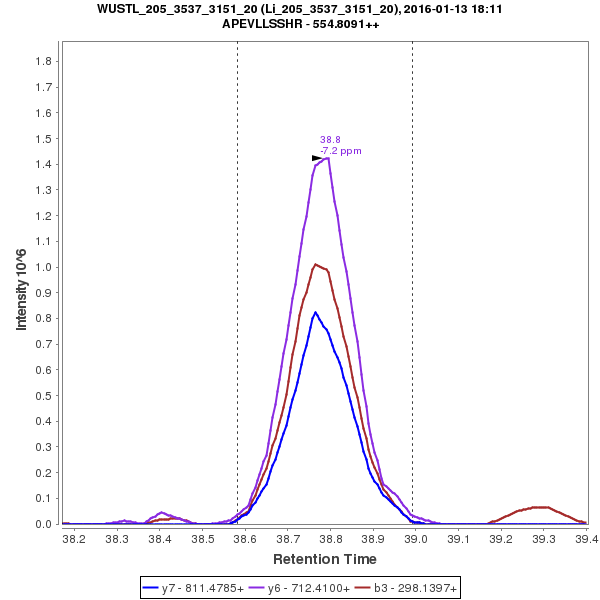 WUSTL_205_3537_3151_20 (Li_205_3537_3151_20), 2016-01-13 18:11
APEVLLSSHR - 554.8091++
38.8
-7.2 ppm
Intensity 10^6
1.8
1.7
1.6
1.5
1.4
1.3
1.2
1.1
1.0
0.9
0.8
0.7
0.6
0.5
0.4
0.3
0.2
0.1
0.0
38.2 38.3 38.4 38.5 38.6 38.7 38.8 38.9 39.0 39.1 39.2 39.3 39.4
Retention Time
y7 - 811.4785+ y6 - 712.4100+ b3 - 298.1397+